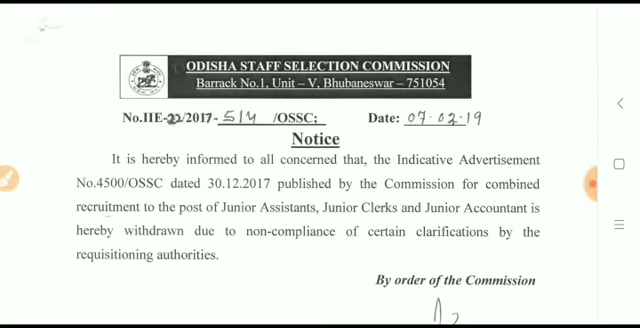 ODISHA STAFF SELECTION COMMISSION
Barrack No.1, Unit – V, Bhubaneswar - 751054
No.IIE-22/2017- 514 /OSSC; Date: 07.02.19
Notice
It is hereby informed to all concerned that, the Indicative Advertisement
No.4500/OSSC dated 30.12.2017 published by the Commission for combined
recruitment to the post of Junior Assistants, Junior Clerks and Junior Accountant is
hereby withdrawn due to non-compliance of certain clarifications by the
requisitioning authorities.
By order of the Commission